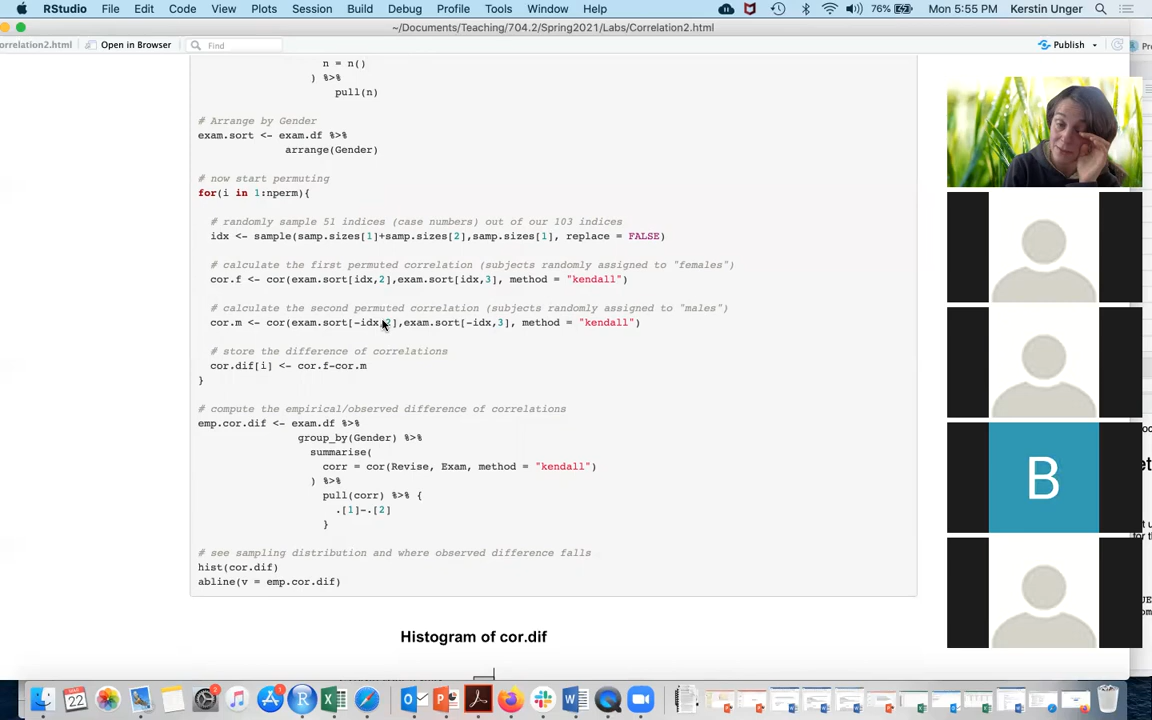 RStudio File Edit Code View Plots Session Build Debug Profile Tools Window Help 76% Mon 5:55 PM Kerstin Unger
~/Documents/Teaching/704.2/Spring2021/Labs/Correlation2.html
orrelation2.html Open in Browser Find Publish
n = n()
) %>%
pull(n)
# Arrange by Gender
exam.sort <- exam.df %>%
arrange(Gender)
# now start permuting
for(i in 1:nperm){
# randomly sample 51 indices (case numbers) out of our 103 indices
idx <- sample(samp.sizes[1]+samp.sizes[2],samp.sizes[1], replace = FALSE)
# calculate the first permuted correlation (subjects randomly assigned to "females")
cor.f <- cor(exam.sort[idx,2],exam.sort[idx,3], method = "kendall")
# calculate the second permuted correlation (subjects randomly assigned to "males")
cor.m <- cor(exam.sort[-idx,2],exam.sort[-idx,3], method = "kendall")
# store the difference of correlations
cor.dif[i] <- cor.f-cor.m
}
# compute the empirical/observed difference of correlations
emp.cor.dif <- exam.df %>%
group_by(Gender) %>%
summarise(
corr = cor(Revise, Exam, method = "kendall")
) %>%
pull(corr) %>% {
.[1]-.[2]
}
# see sampling distribution and where observed difference falls
hist(cor.dif)
abline(v = emp.cor.dif)
Histogram of cor.dif
B
22